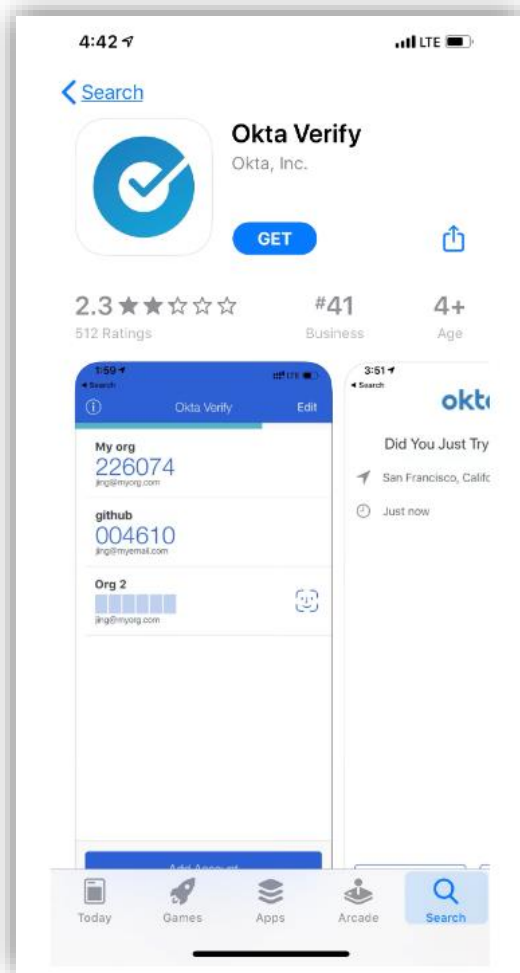 4:42
LTE
Search
Okta Verify
Okta, Inc.
GET
2.3
#41
4+
512 Ratings
Business
Age
1:59
Search
LTE
Okta Verify
Edit
My org
226074
jing@myorg.com
github
004610
jing@myemail.com
Org 2
jing@myorg.com
Add Account
3:51
Search
okt
Did You Just Try
San Francisco, Califo
Just now
Today
Games
Apps
Arcade
Search